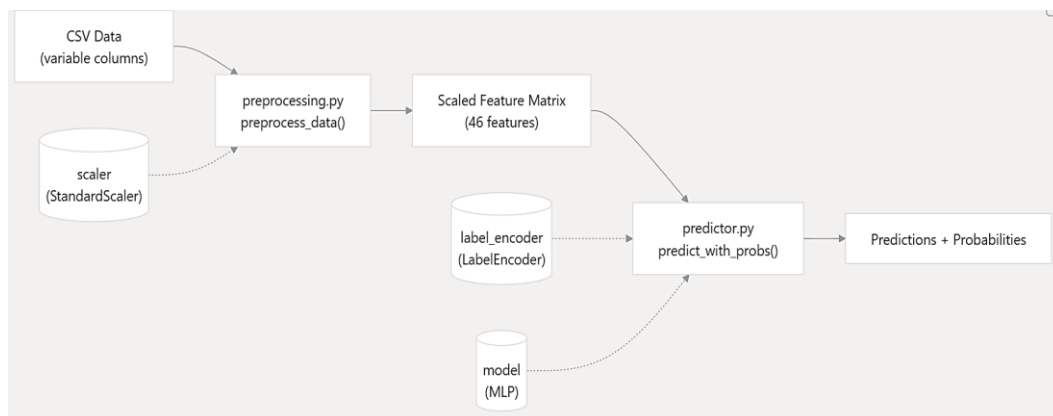 CSV Data
(variable columns)
preprocessing.py
preprocess_data()
Scaled Feature Matrix
(46 features)
scaler
(StandardScaler)
label_encoder
(LabelEncoder)
predictor.py
predict_with_probs()
Predictions + Probabilities
model
(MLP)